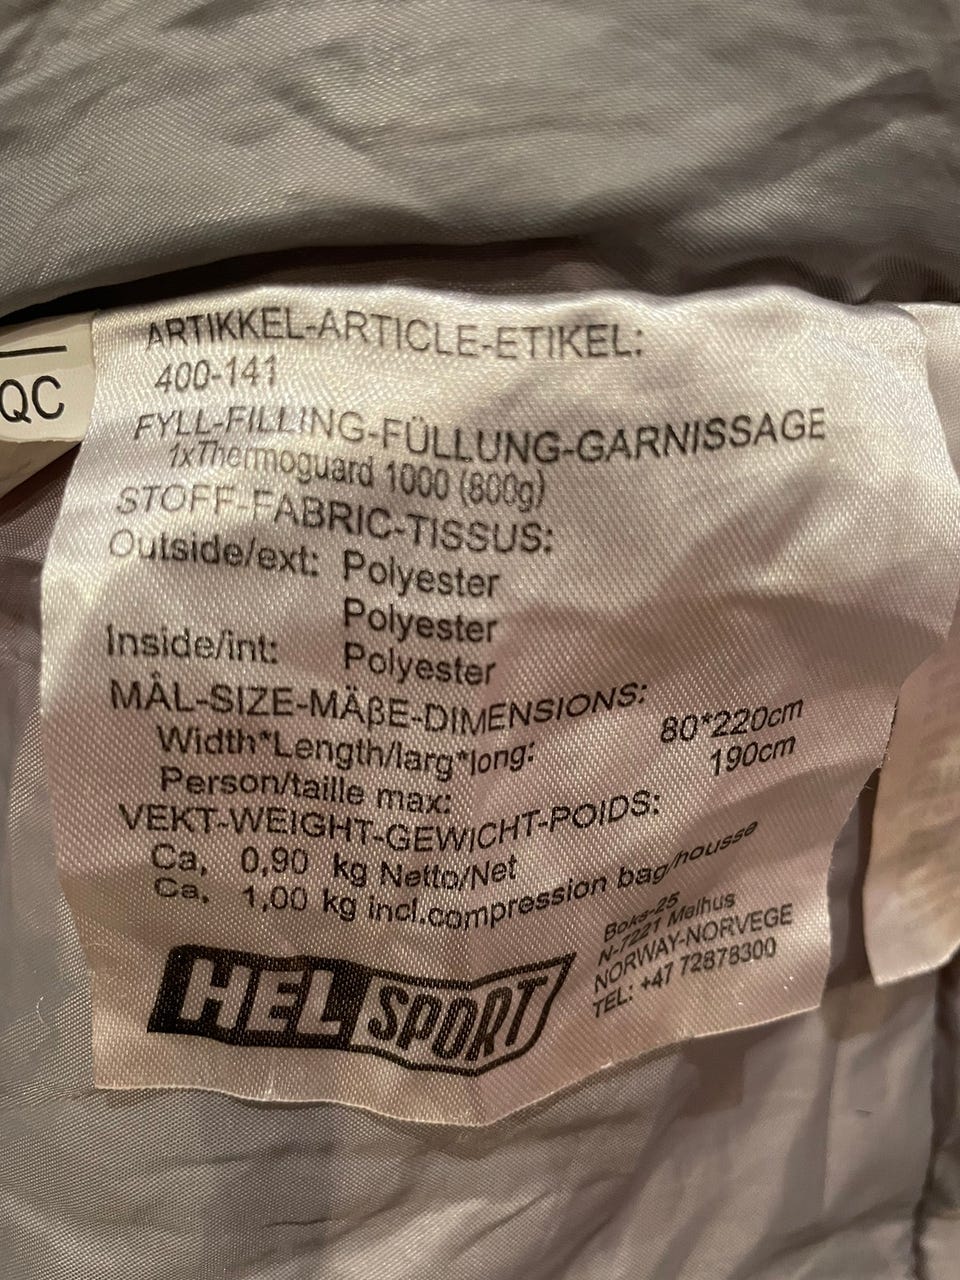 QC
ARTIKKEL-ARTICLE-ETIKEL:
400-141
FYLL-FILLING-FÜLLUNG-GARNISSAGE
1xThermoguard 1000 (800g)
STOFF-FABRIC-TISSUS:
Outside/ext: Polyester
Polyester
Inside/int: Polyester
MÅL-SIZE-MÄβE-DIMENSIONS:
Width*Length/larg*long: 80*220cm
Person/taille max: 190cm
VEKT-WEIGHT-GEWICHT-POIDS:
Ca, 0,90 kg Netto/Net
Ca, 1,00 kg incl.compression bag/housse
Boks-25
N-7221 Melhus
NORWAY-NORVEGE
TEL: +47 72878300
HELSPORT